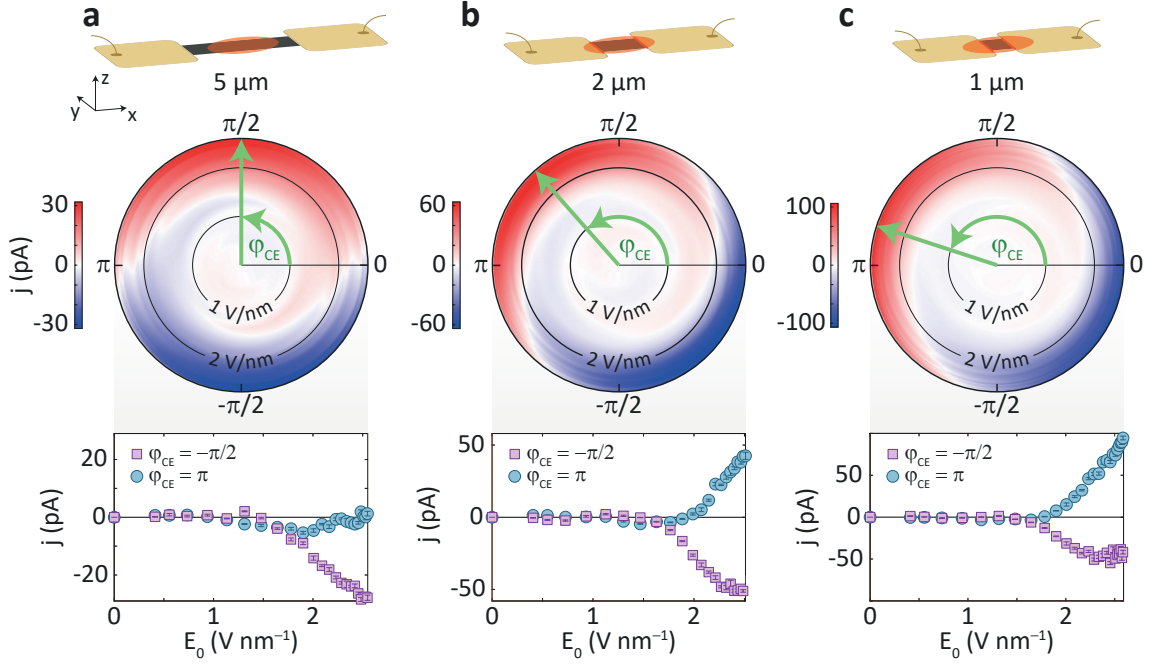 a
5 μm
z
y
x
π/2
30
0
-30
j (pA)
π
0
φCE
1 V/nm
2 V/nm
-π/2
φCE = −π/2
φCE = π
20
0
-20
j (pA)
0
1
2
E0 (V nm⁻¹)
b
2 μm
π/2
60
0
-60
π
0
φCE
1 V/nm
2 V/nm
-π/2
φCE = −π/2
φCE = π
50
0
-50
j (pA)
0
1
2
E0 (V nm⁻¹)
c
1 μm
π/2
100
0
-100
π
0
φCE
1 V/nm
2 V/nm
-π/2
φCE = −π/2
φCE = π
50
0
-50
j (pA)
0
1
2
E0 (V nm⁻¹)